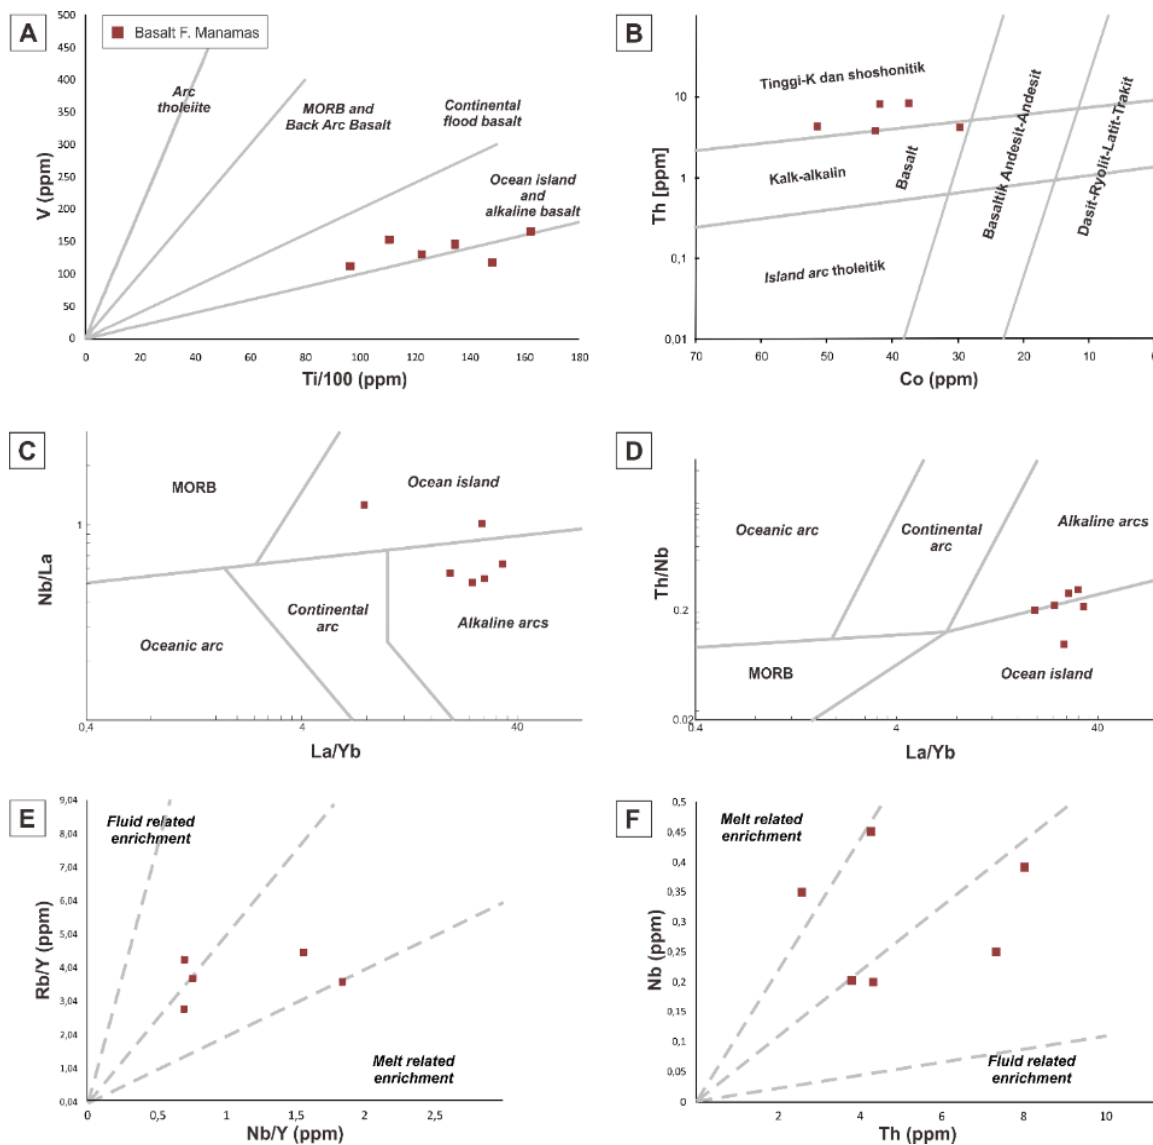 A
Basalt F. Manamas
500
450
400
350
300
250
200
150
100
50
0
V (ppm)
Arc
tholeiite
MORB and
Back Arc Basalt
Continental
flood basalt
Ocean island
and
alkaline basalt
0 20 40 60 80 100 120 140 160 180
Ti/100 (ppm)
B
10
1
0,1
0,01
Th [ppm]
Tinggi-K dan shoshonitik
Kalk-alkalin
Island arc tholeitik
Basalt
Basaltik Andesit-Andesit
Dasit-Ryolit-Latit-Trakit
70 60 50 40 30 20 10
Co (ppm)
C
1
Nb/La
MORB
Ocean island
Oceanic arc
Continental
arc
Alkaline arcs
0.4 4 40
La/Yb
D
0.2
0.02
Th/Nb
Oceanic arc
Continental
arc
Alkaline arcs
MORB
Ocean island
0.4 4 40
La/Yb
E
9,04
8,04
7,04
6,04
5,04
4,04
3,04
2,04
1,04
0,04
Rb/Y (ppm)
Fluid related
enrichment
Melt related
enrichment
0 0,5 1 1,5 2 2,5
Nb/Y (ppm)
F
0,5
0,45
0,4
0,35
0,3
0,25
0,2
0,15
0,1
0,05
0
Nb (ppm)
Melt related
enrichment
Fluid related
enrichment
2 4 6 8 10
Th (ppm)